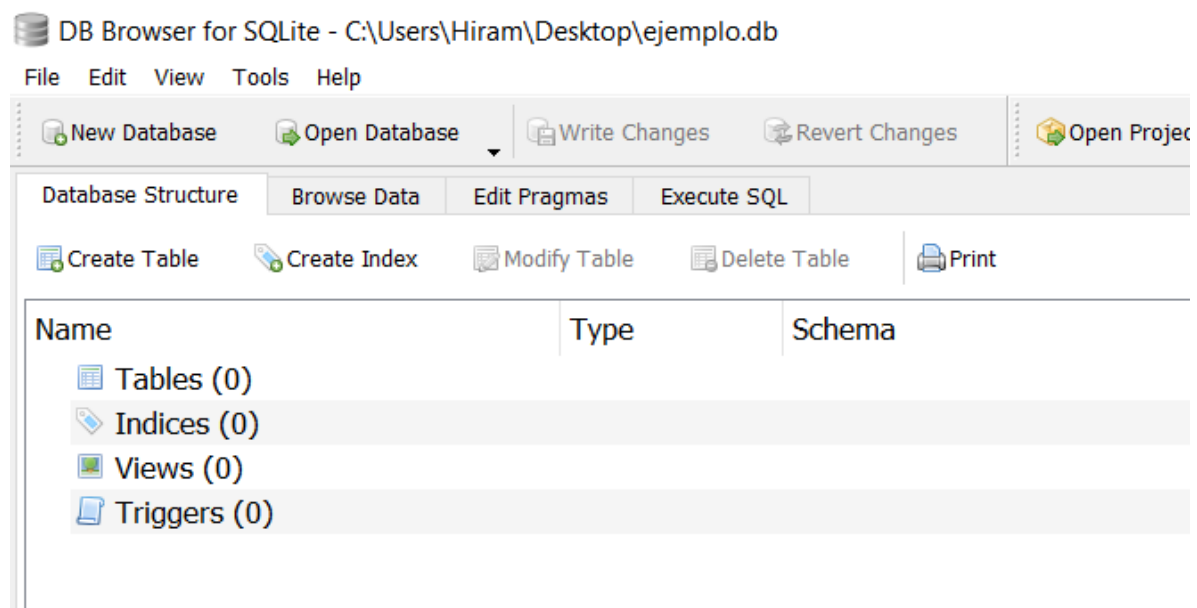 DB Browser for SQLite - C:\Users\Hiram\Desktop\ejemplo.db
File Edit View Tools Help
New Database Open Database Write Changes Revert Changes Open Projec
Database Structure Browse Data Edit Pragmas Execute SQL
Create Table Create Index Modify Table Delete Table Print
Name Type Schema
Tables (0)
Indices (0)
Views (0)
Triggers (0)